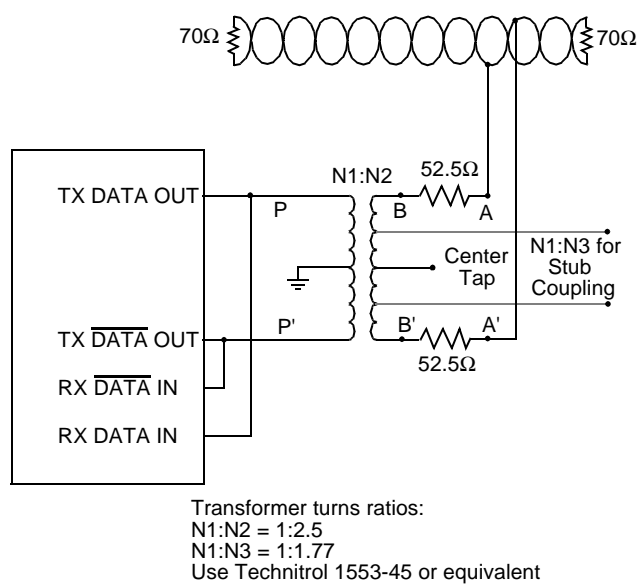 70Ω
70Ω
N1:N2
52.5Ω
TX DATA OUT
P
B
A
N1:N3 for
Stub
Coupling
Center
Tap
TX DATA OUT
P'
B'
A'
52.5Ω
RX DATA IN
RX DATA IN
Transformer turns ratios:
N1:N2 = 1:2.5
N1:N3 = 1:1.77
Use Technitrol 1553-45 or equivalent